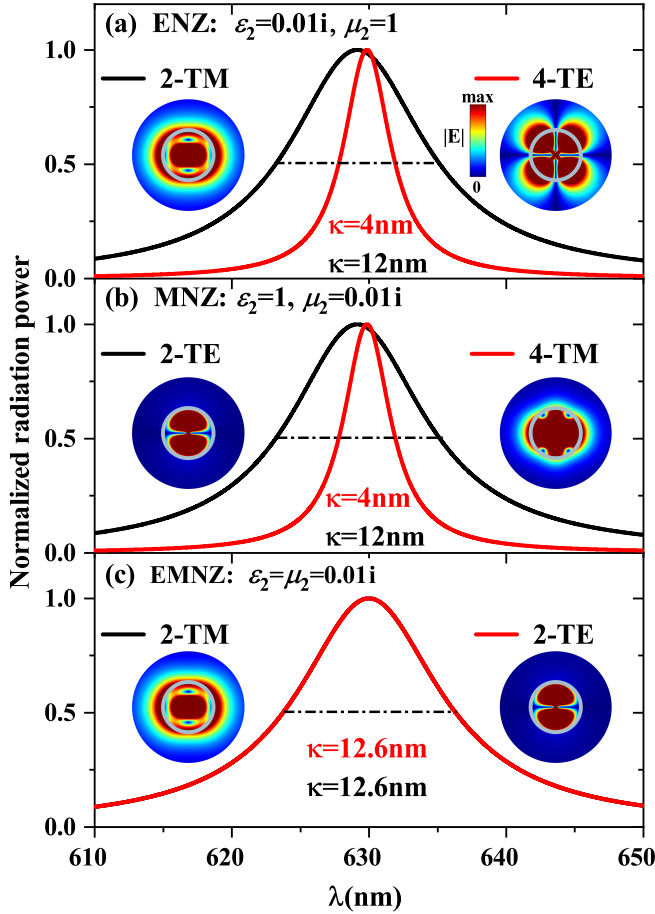 (a) ENZ: ε₂=0.01i, μ₂=1
2-TM
4-TE
max
|E|
0
κ=4nm
κ=12nm
1.0
0.5
0.0
(b) MNZ: ε₂=1, μ₂=0.01i
2-TE
4-TM
κ=4nm
κ=12nm
1.0
0.5
0.0
(c) EMNZ: ε₂=μ₂=0.01i
2-TM
2-TE
κ=12.6nm
κ=12.6nm
1.0
0.5
0.0
610 620 630 640 650
λ(nm)
Normalized radiation power